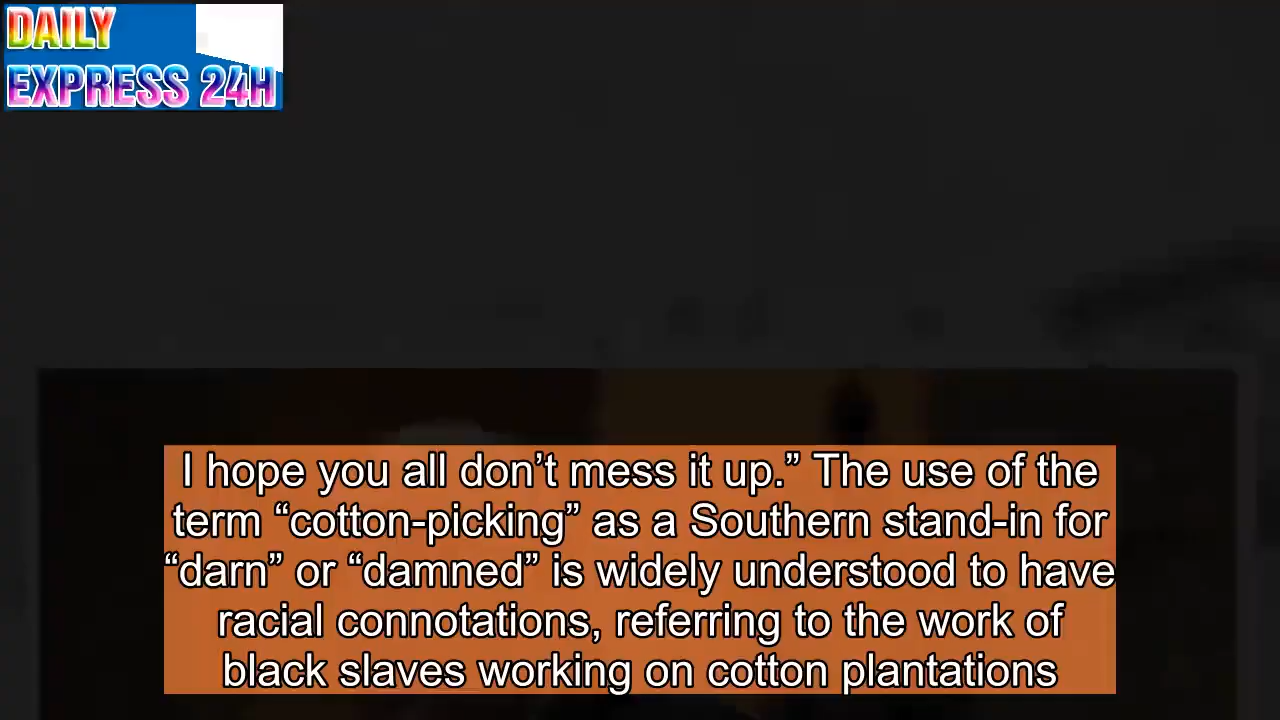 DAILY
EXPRESS 24H
I hope you all don’t mess it up.” The use of the
term “cotton-picking” as a Southern stand-in for
“darn” or “damned” is widely understood to have
racial connotations, referring to the work of
black slaves working on cotton plantations